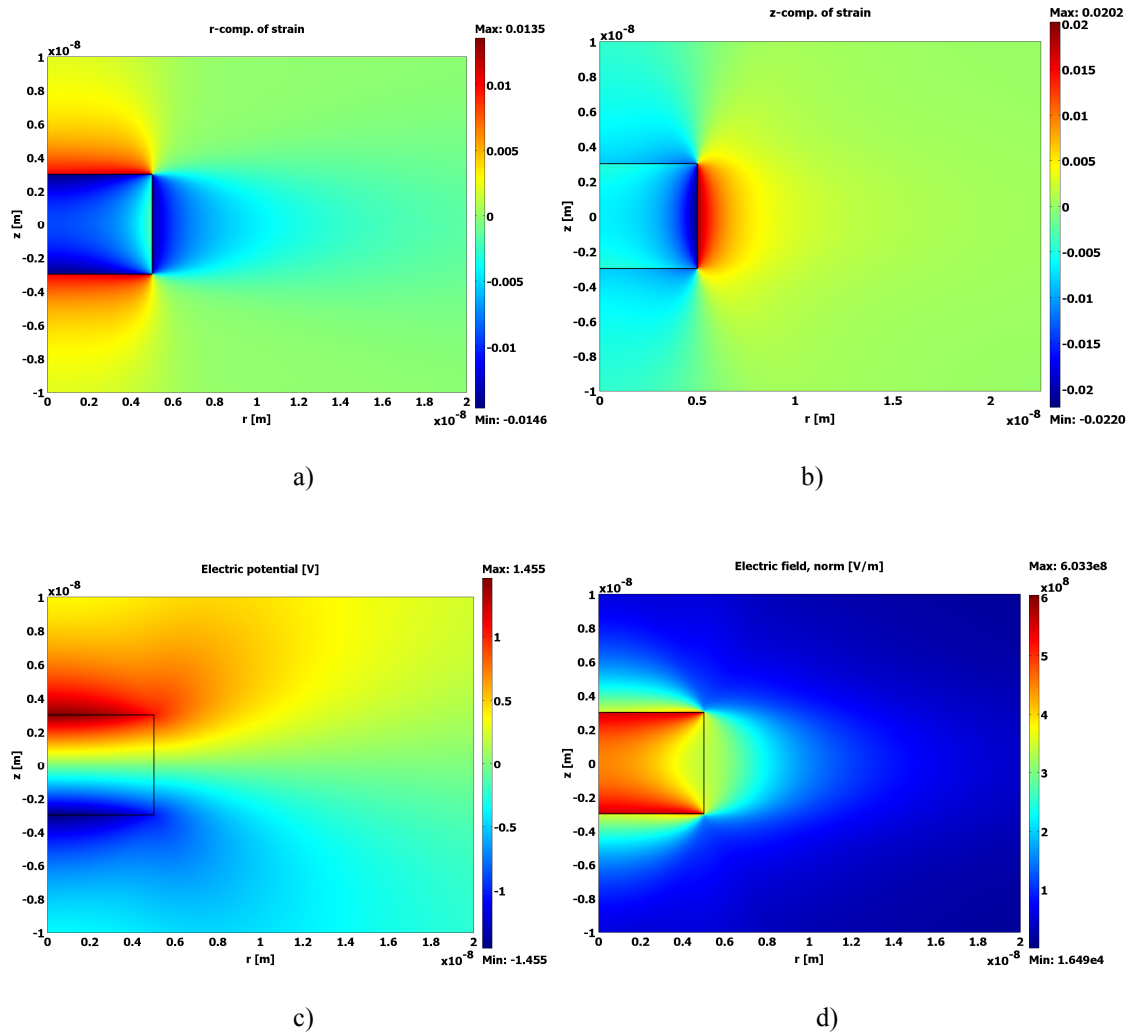 r-comp. of strain
Max: 0.0135
x10^-8
1
0.8
0.6
0.4
0.2
0
-0.2
-0.4
-0.6
-0.8
-1
z [m]
0 0.2 0.4 0.6 0.8 1 1.2 1.4 1.6 1.8 2
r [m]
x10^-8
0.01
0.005
0
-0.005
-0.01
Min: -0.0146
a)
z-comp. of strain
Max: 0.0202
x10^-8
1
0.8
0.6
0.4
0.2
0
-0.2
-0.4
-0.6
-0.8
-1
z [m]
0 0.5 1 1.5 2
r [m]
x10^-8
0.02
0.015
0.01
0.005
0
-0.005
-0.01
-0.015
-0.02
Min: -0.0220
b)
Electric potential [V]
Max: 1.455
x10^-8
1
0.8
0.6
0.4
0.2
0
-0.2
-0.4
-0.6
-0.8
-1
z [m]
0 0.2 0.4 0.6 0.8 1 1.2 1.4 1.6 1.8 2
r [m]
x10^-8
1
0.5
0
-0.5
-1
Min: -1.455
c)
Electric field, norm [V/m]
Max: 6.033e8
x10^-8
1
0.8
0.6
0.4
0.2
0
-0.2
-0.4
-0.6
-0.8
-1
z [m]
0 0.2 0.4 0.6 0.8 1 1.2 1.4 1.6 1.8 2
r [m]
x10^-8
x10^8
6
5
4
3
2
1
Min: 1.649e4
d)